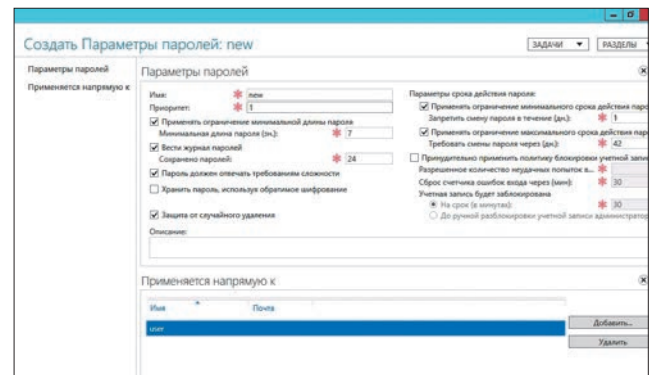 Создать Параметры паролей: new
ЗАДАЧИ
РАЗДЕЛЫ
Параметры паролей
Применяется напрямую к
Параметры паролей
Имя: * new
Приоритет: * 1
Применять ограничение минимальной длины пароля
Минимальная длина пароля (зн.): * 7
Вести журнал паролей
Сохранено паролей: * 24
Пароль должен отвечать требованиям сложности
Хранить пароль, используя обратимое шифрование
Защита от случайного удаления
Параметры срока действия пароля:
Применять ограничение минимального срока действия паро
Запретить смену пароля в течение (дн.): * 1
Применять ограничение максимального срока действия пар
Требовать смены пароля через (дн.): * 42
Принудительно применить политику блокировки учетной запи
Разрешенное количество неудачных попыток в... *
Сброс счетчика ошибок входа через (мин): * 30
Учетная запись будет заблокирована
На срок (в минутах): * 30
До ручной разблокировки учетной записи администратор
Описание:
Применяется напрямую к
Имя Почта
user
Добавить...
Удалить